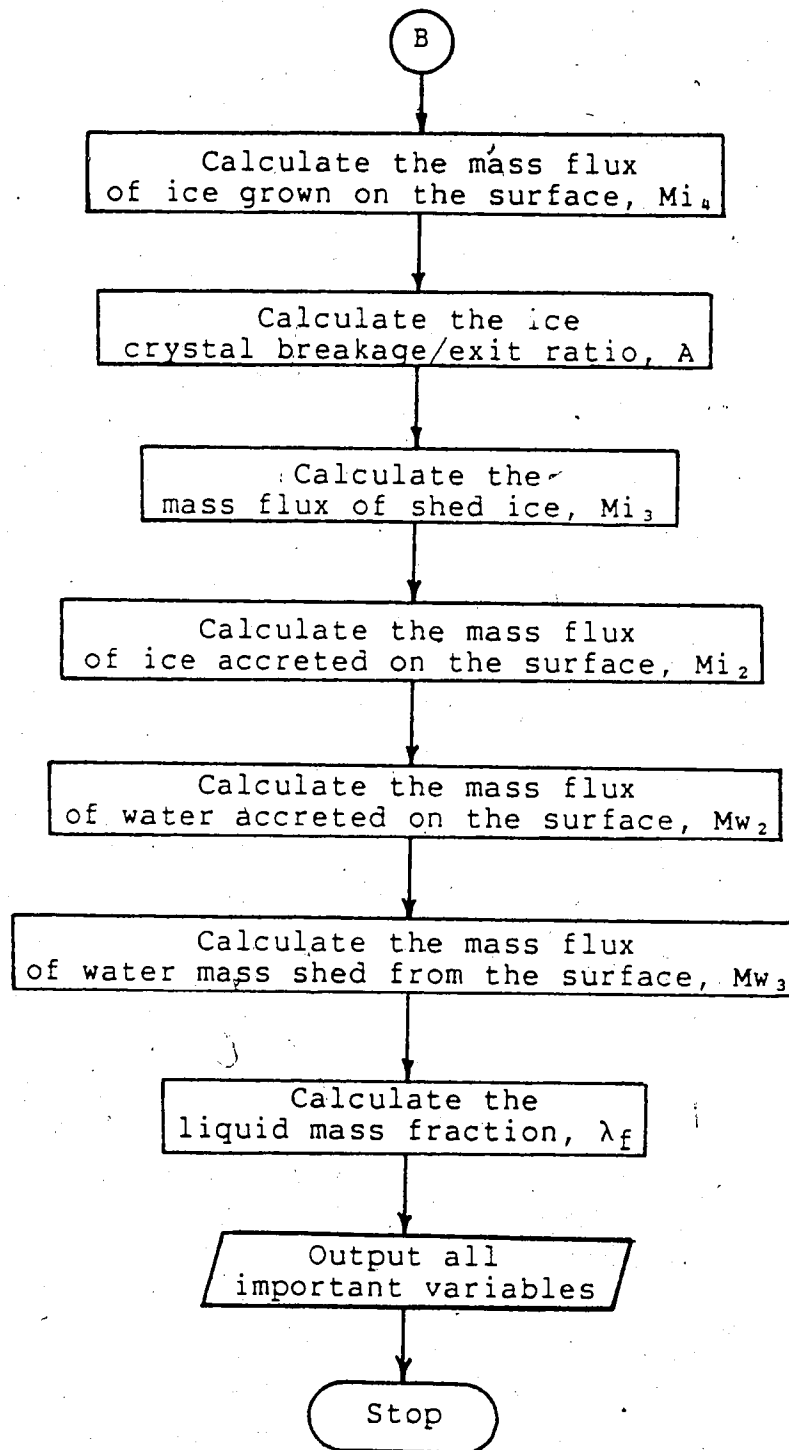 B
Calculate the mass flux
of ice grown on the surface, Mi₄
Calculate the ice
crystal breakage/exit ratio, A
Calculate the
mass flux of shed ice, Mi₃
Calculate the mass flux
of ice accreted on the surface, Mi₂
Calculate the mass flux
of water accreted on the surface, Mw₂
Calculate the mass flux
of water mass shed from the surface, Mw₃
Calculate the
liquid mass fraction, λf
Output all
important variables
Stop